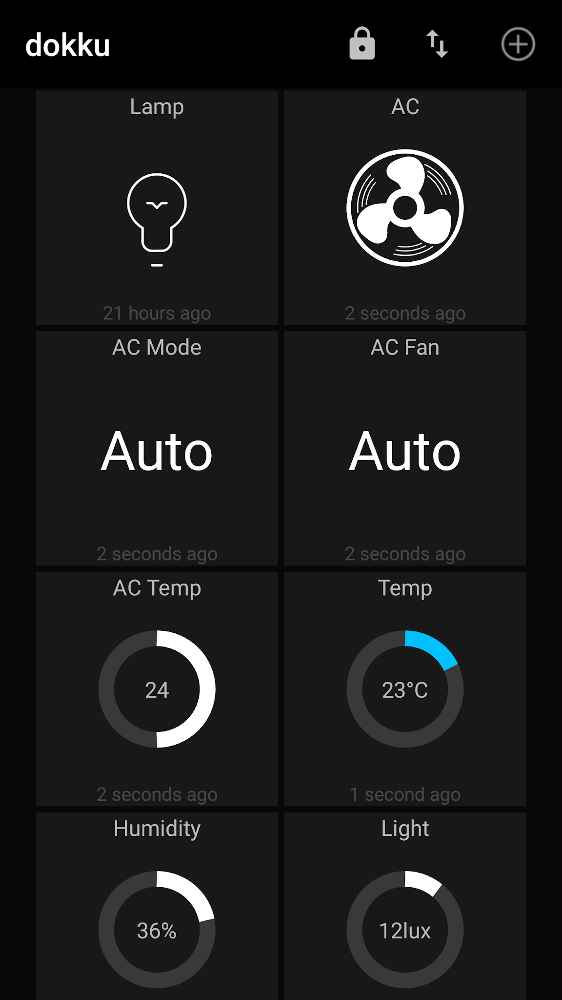 dokku
Lamp
AC
21 hours ago
2 seconds ago
AC Mode
AC Fan
Auto
Auto
2 seconds ago
2 seconds ago
AC Temp
Temp
24
23°C
2 seconds ago
1 second ago
Humidity
Light
36%
12lux